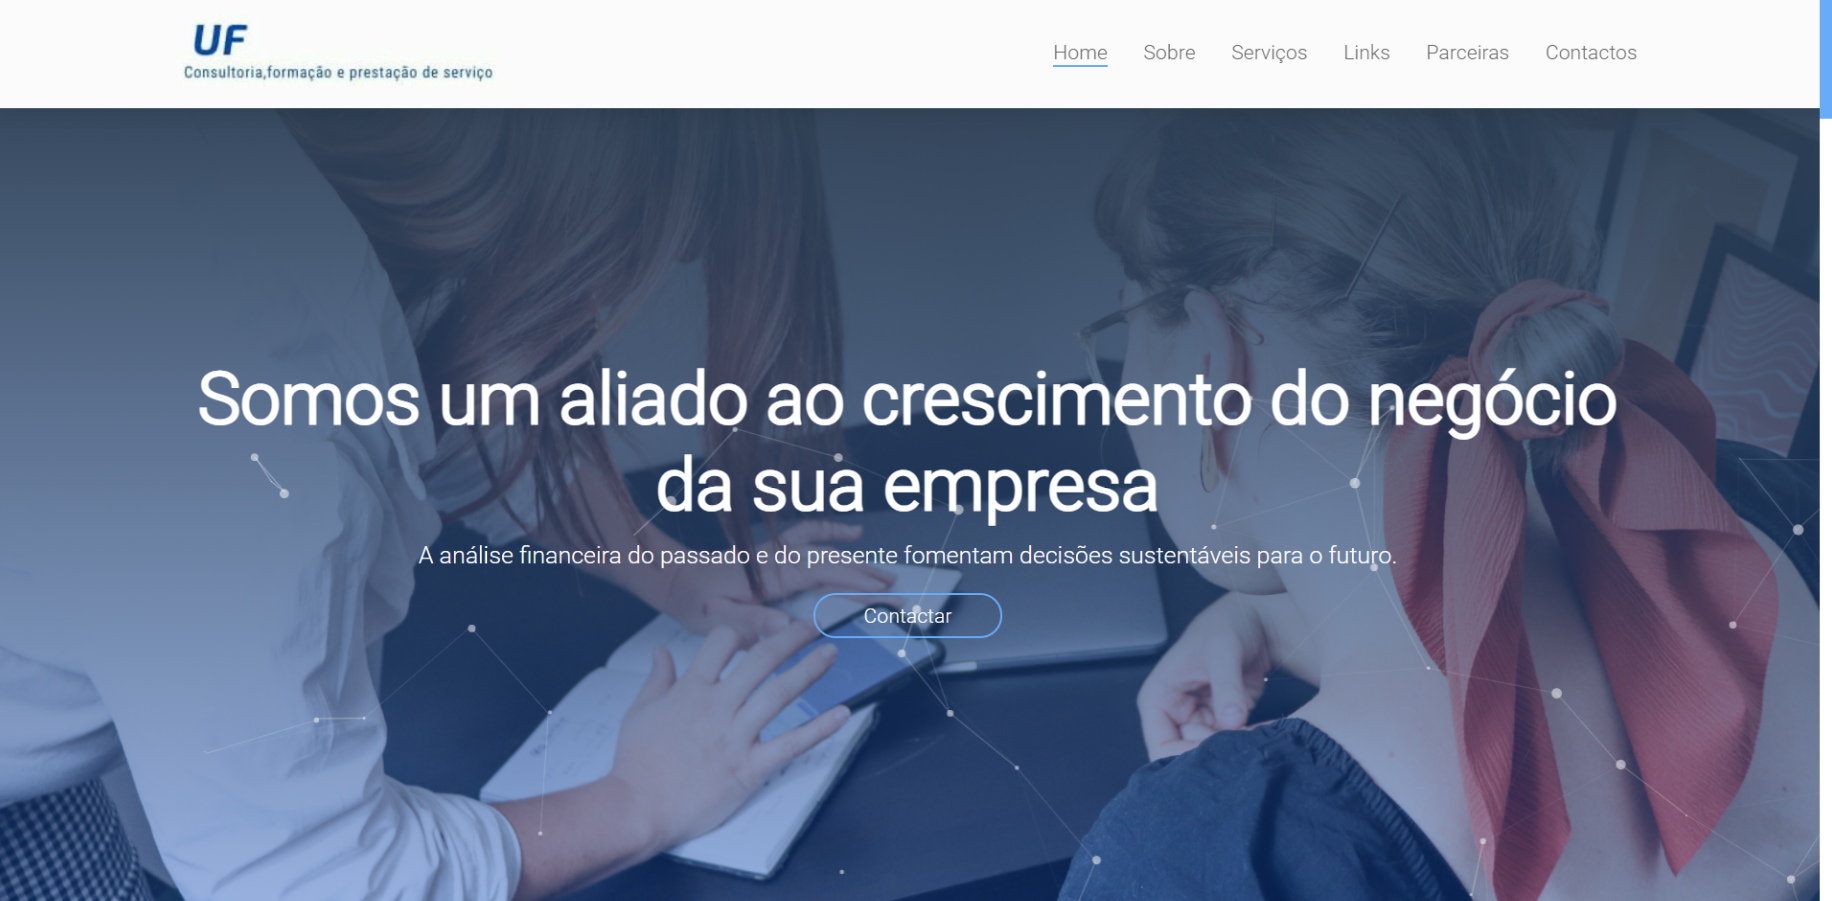 UF
Consultoria,formação e prestação de serviço
Home Sobre Serviços Links Parceiras Contactos
Somos um aliado ao crescimento do negócio
da sua empresa
A análise financeira do passado e do presente fomentam decisões sustentáveis para o futuro.
Contactar